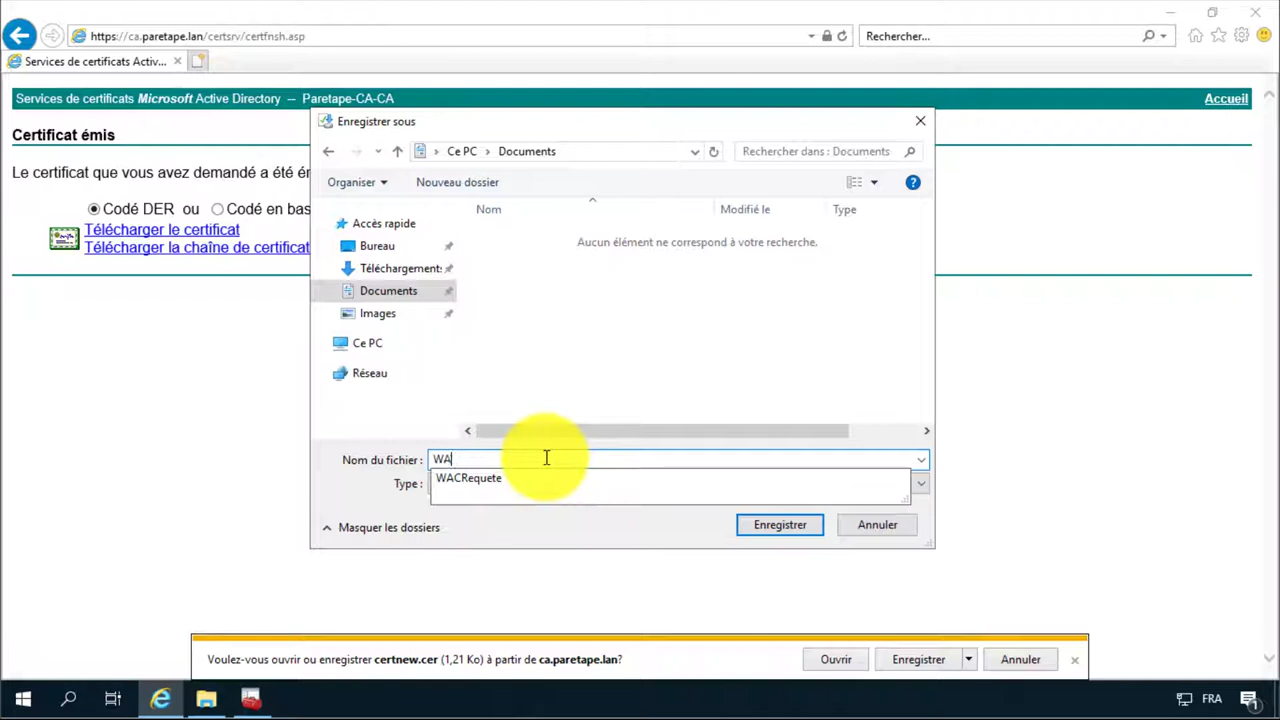 https://ca.paretape.lan/certsrv/certfnsh.asp
Rechercher...
Services de certificats Activ...
Services de certificats Microsoft Active Directory -- Paretape-CA-CA
Accueil
Certificat émis
Le certificat que vous avez demandé a été ém
Codé DER ou Codé en bas
Télécharger le certificat
Télécharger la chaîne de certificat
Enregistrer sous
Ce PC > Documents
Rechercher dans : Documents
Organiser
Nouveau dossier
Nom
Modifié le
Type
Accès rapide
Aucun élément ne correspond à votre recherche.
Bureau
Téléchargements
Documents
Images
Ce PC
Réseau
Nom du fichier : WA
WACRequete
Type :
Masquer les dossiers
Enregistrer
Annuler
Voulez-vous ouvrir ou enregistrer certnew.cer (1,21 Ko) à partir de ca.paretape.lan?
Ouvrir
Enregistrer
Annuler
FRA
1